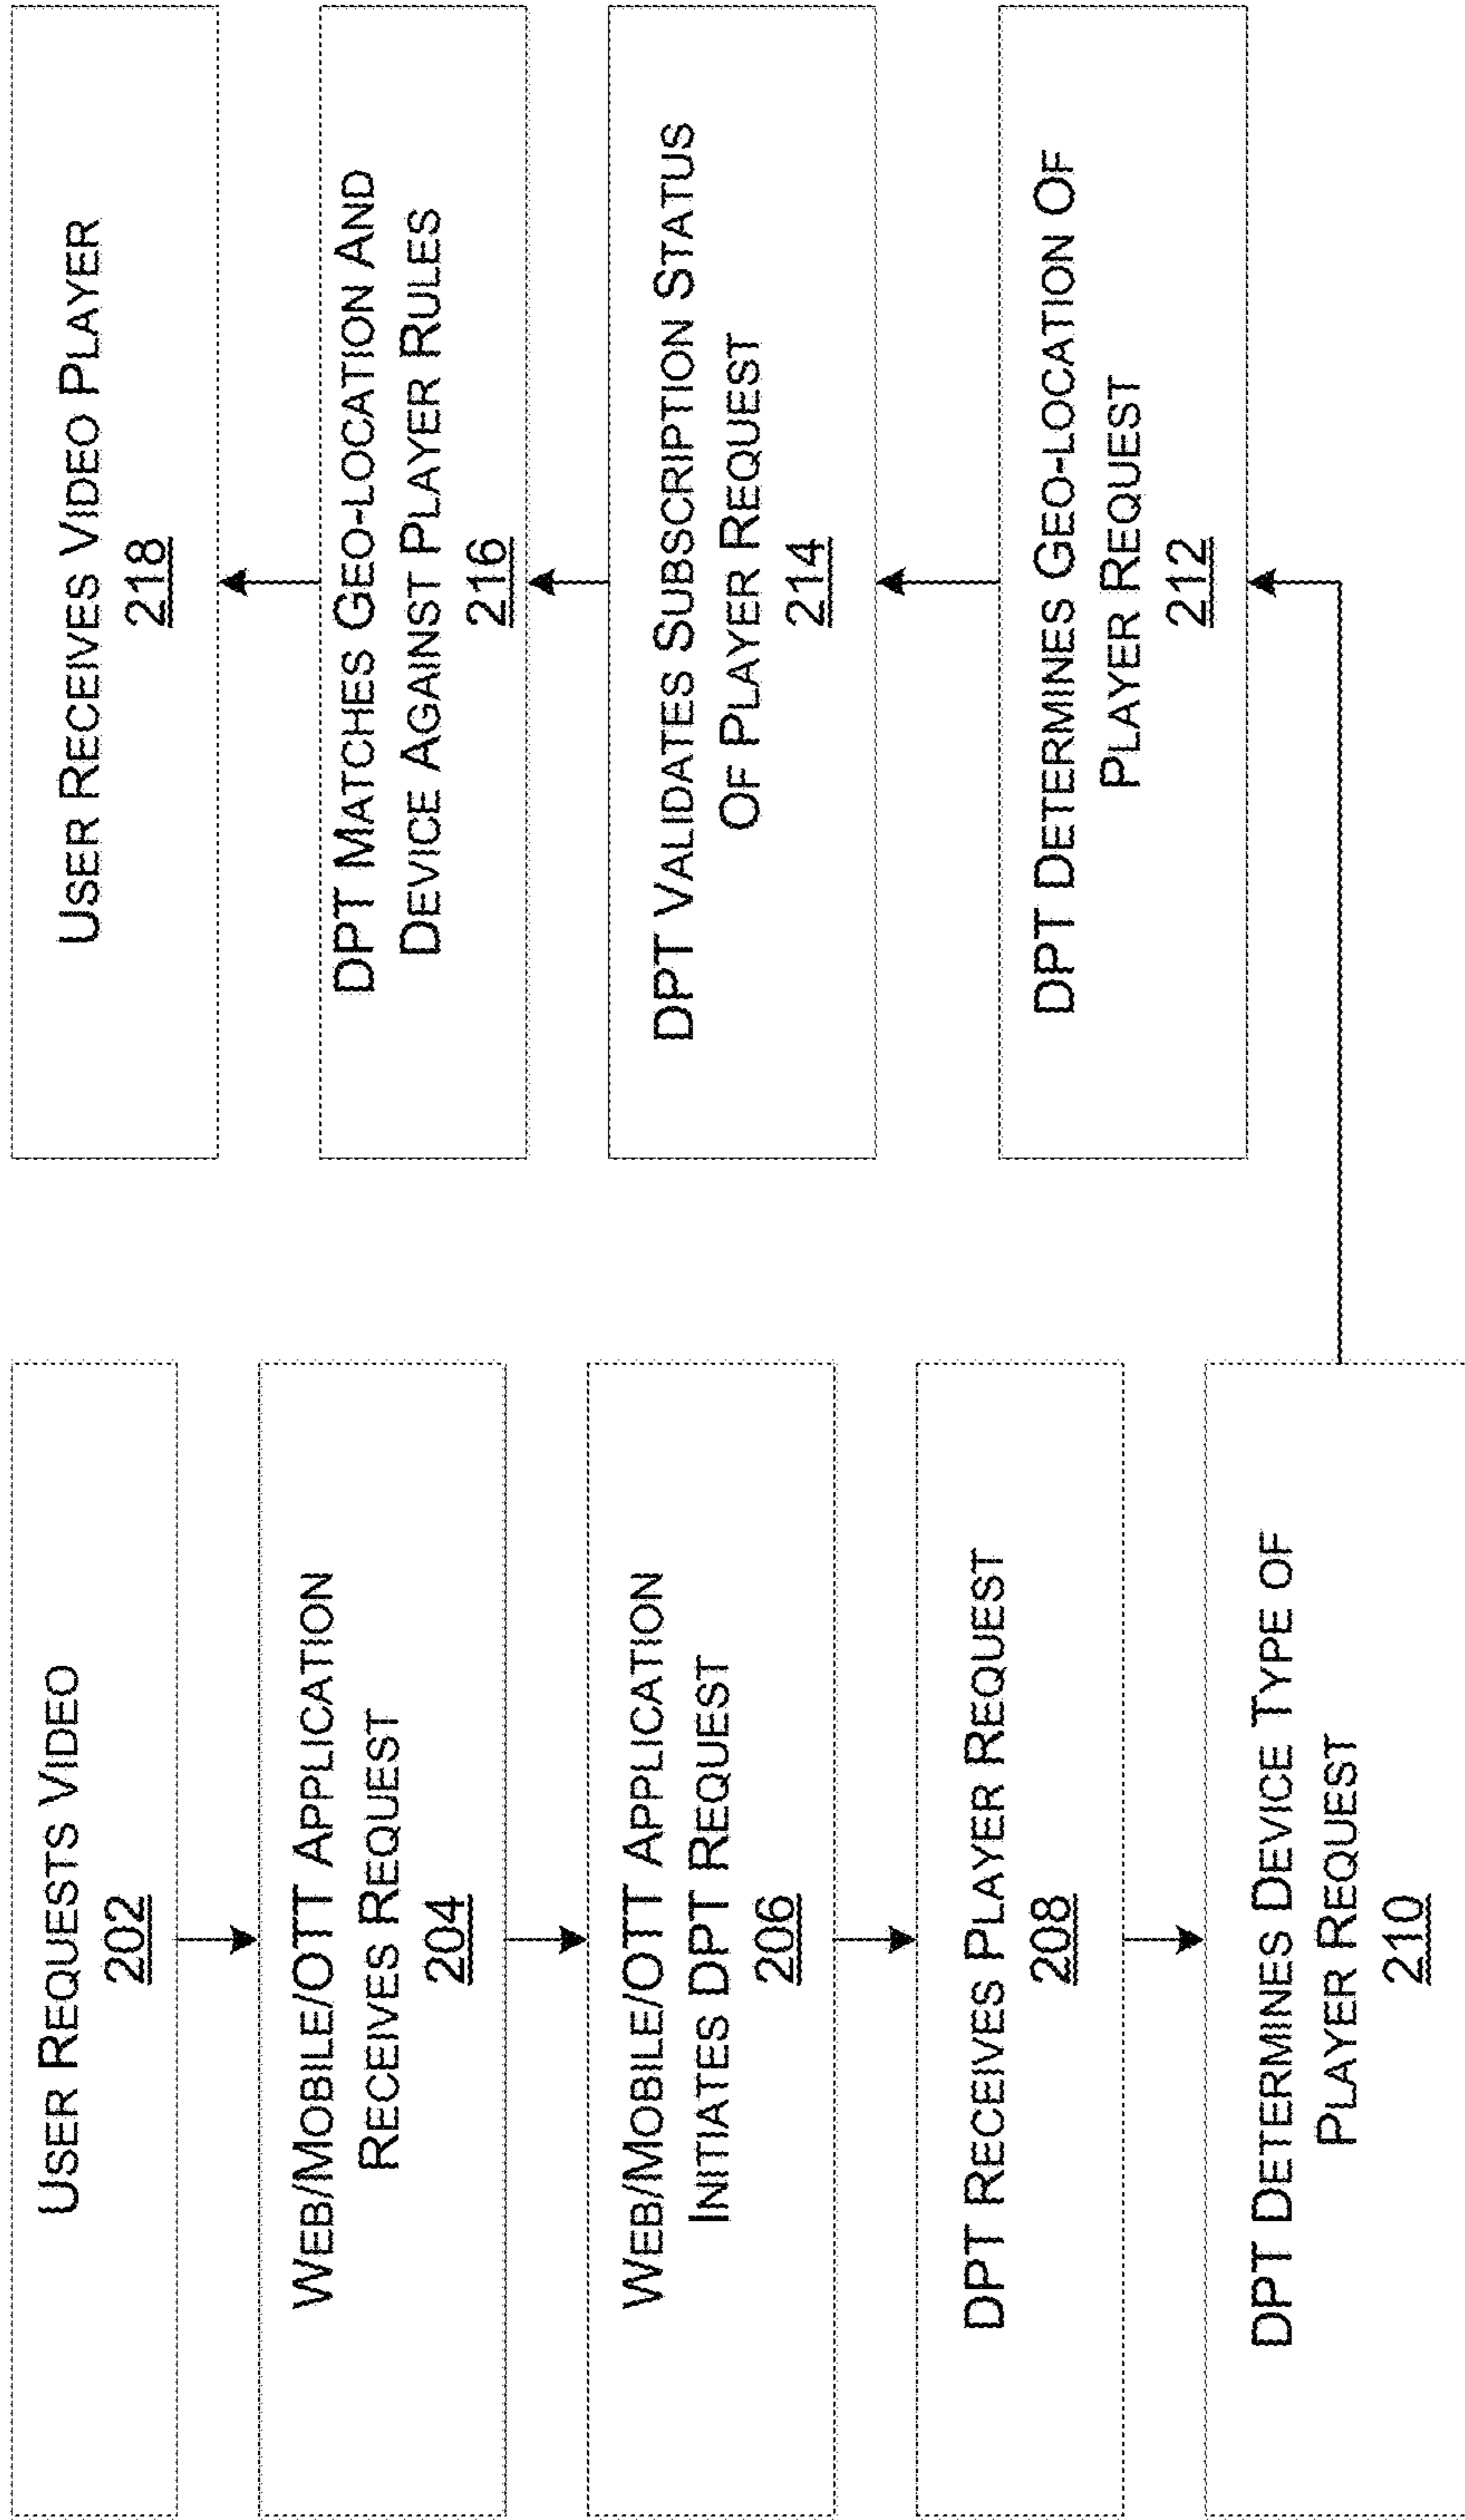 USER REQUESTS VIDEO
202
WEB/MOBILE/OTT APPLICATION
RECEIVES REQUEST
204
WEB/MOBILE/OTT APPLICATION
INITIATES DPT REQUEST
206
DPT RECEIVES PLAYER REQUEST
208
DPT DETERMINES DEVICE TYPE OF
PLAYER REQUEST
210
DPT DETERMINES GEO-LOCATION OF
PLAYER REQUEST
212
DPT VALIDATES SUBSCRIPTION STATUS
OF PLAYER REQUEST
214
DPT MATCHES GEO-LOCATION AND
DEVICE AGAINST PLAYER RULES
216
USER RECEIVES VIDEO PLAYER
218